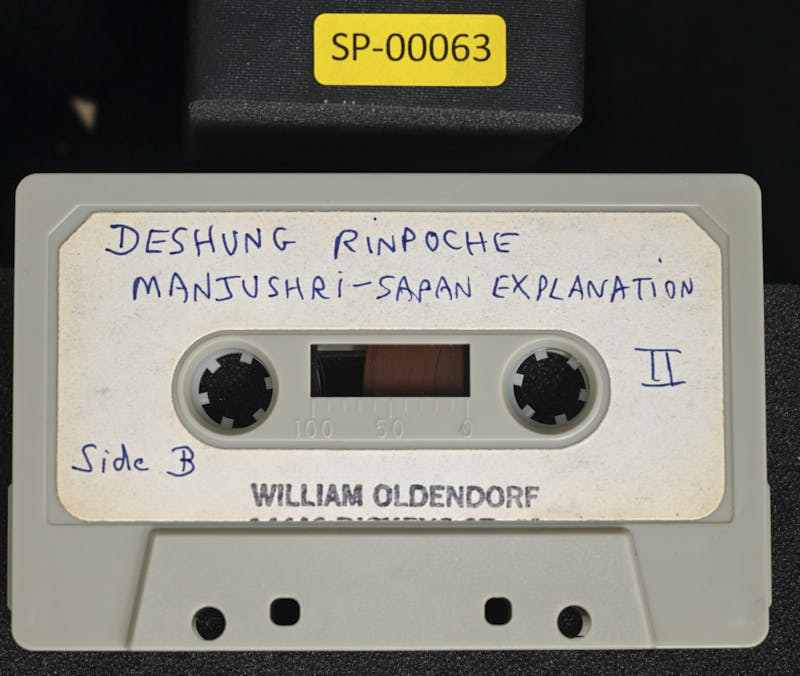 SP-00063
DESHUNG RINPOCHE
MANJUSHRI-SAPAN EXPLANATION
II
100 50 0
Side B
WILLIAM OLDENDORF